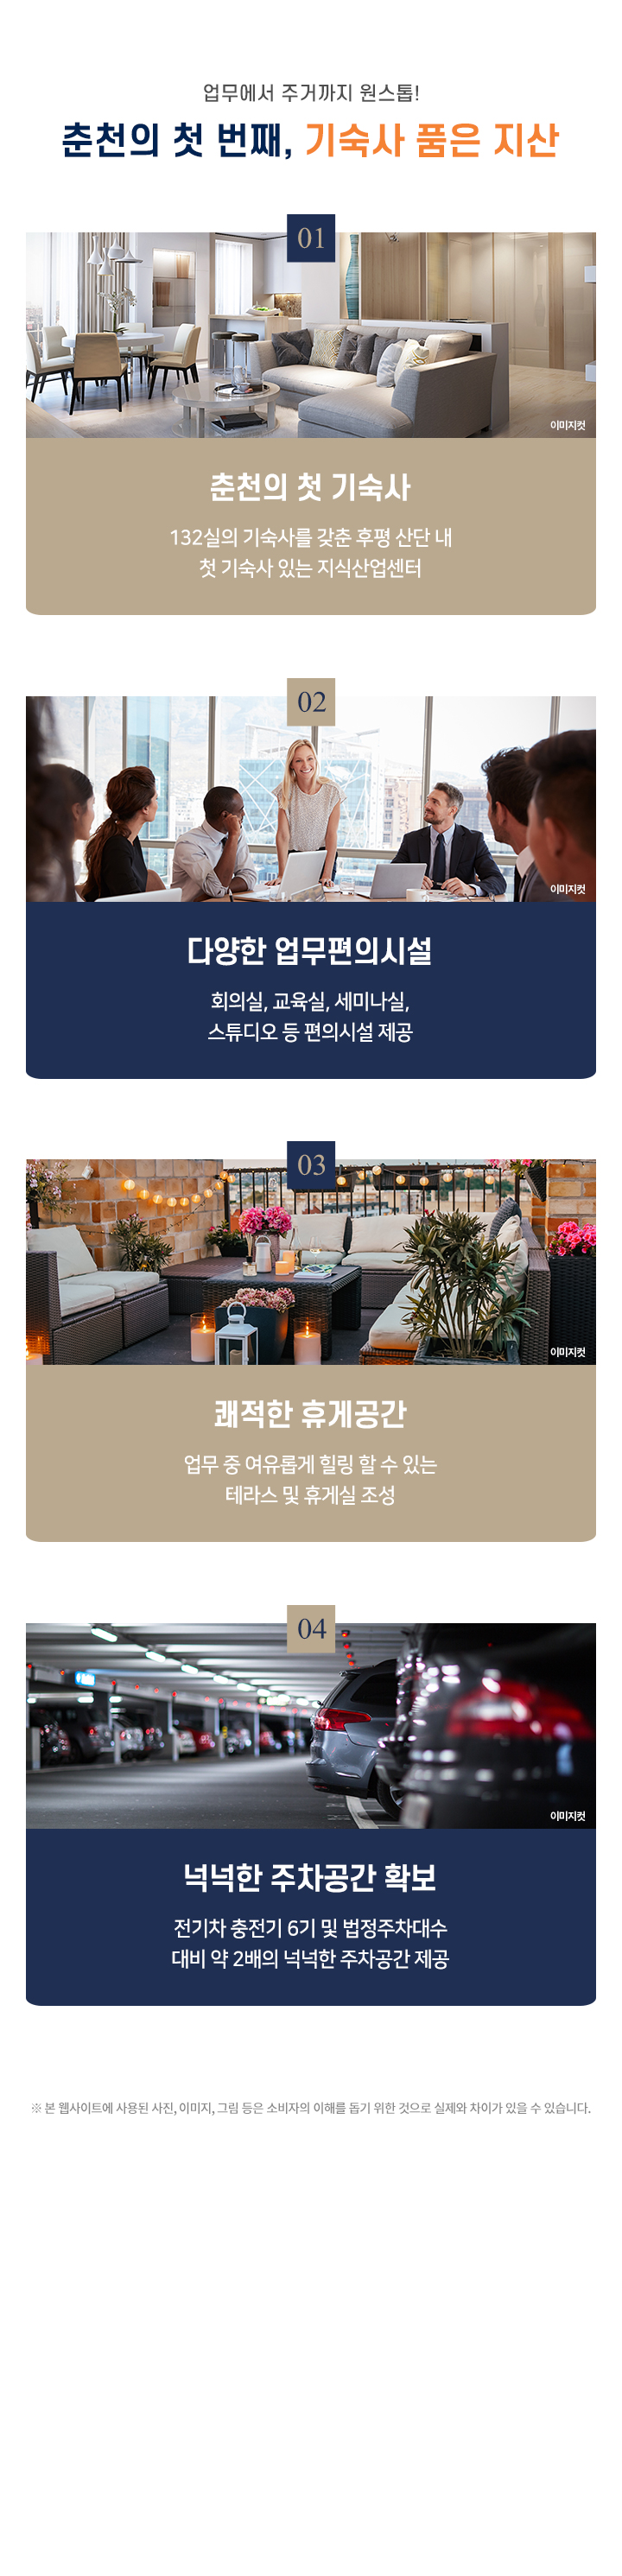 업무에서 주거까지 원스톱!
춘천의 첫 번째, 기숙사 품은 지산
01
이미지컷
춘천의 첫 기숙사
132실의 기숙사를 갖춘 후평 산단 내
첫 기숙사 있는 지식산업센터
02
이미지컷
다양한 업무편의시설
회의실, 교육실, 세미나실,
스튜디오 등 편의시설 제공
03
이미지컷
쾌적한 휴게공간
업무 중 여유롭게 힐링 할 수 있는
테라스 및 휴게실 조성
04
이미지컷
넉넉한 주차공간 확보
전기차 충전기 6기 및 법정주차대수
대비 약 2배의 넉넉한 주차공간 제공
※ 본 웹사이트에 사용된 사진, 이미지, 그림 등은 소비자의 이해를 돕기 위한 것으로 실제와 차이가 있을 수 있습니다.